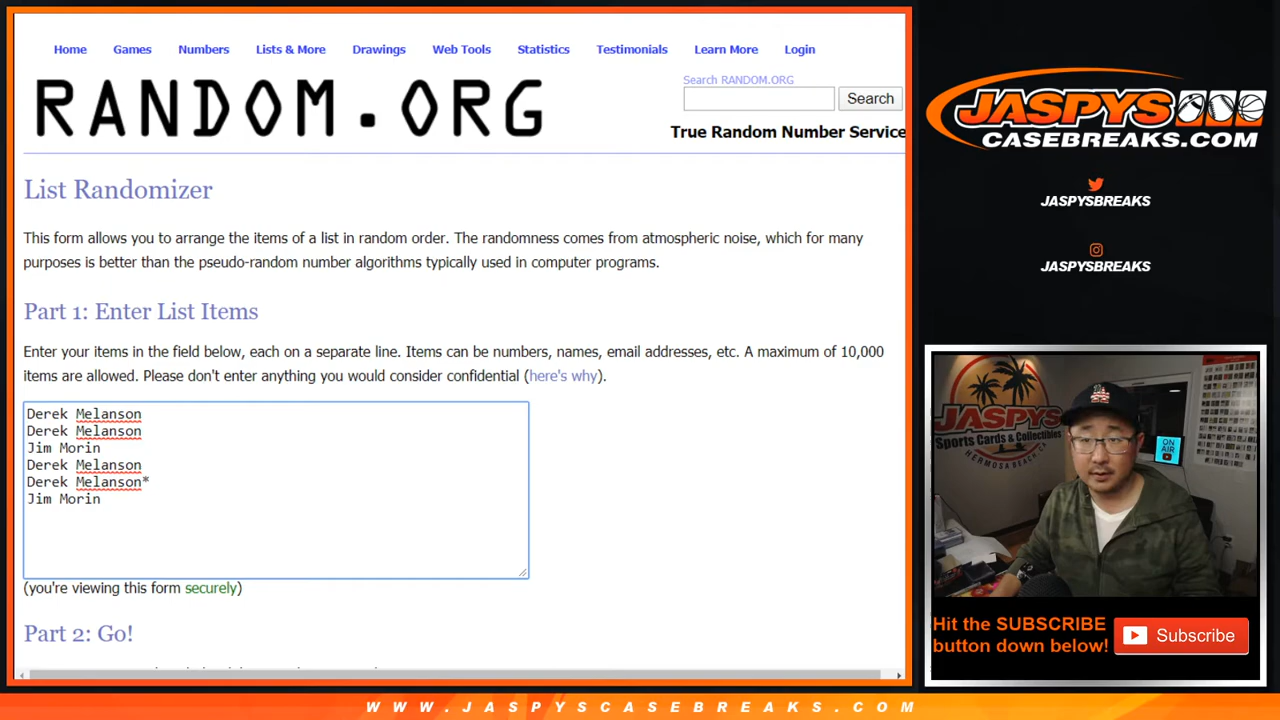 Home Games Numbers Lists & More Drawings Web Tools Statistics Testimonials Learn More Login
RANDOM.ORG
Search RANDOM.ORG
Search
True Random Number Service
List Randomizer
This form allows you to arrange the items of a list in random order. The randomness comes from atmospheric noise, which for many
purposes is better than the pseudo-random number algorithms typically used in computer programs.
Part 1: Enter List Items
Enter your items in the field below, each on a separate line. Items can be numbers, names, email addresses, etc. A maximum of 10,000
items are allowed. Please don't enter anything you would consider confidential (here's why).
Derek Melanson
Derek Melanson
Jim Morin
Derek Melanson
Derek Melanson*
Jim Morin
(you're viewing this form securely)
Part 2: Go!
JASPYS
CASEBREAKS.COM
JASPYSBREAKS
JASPYSBREAKS
JASPYS
Sports Cards & Collectibles
HERMOSA BEACH, CA
ON
AIR
Hit the SUBSCRIBE
button down below!
Subscribe
WWW.JASPYSCASEBREAKS.COM